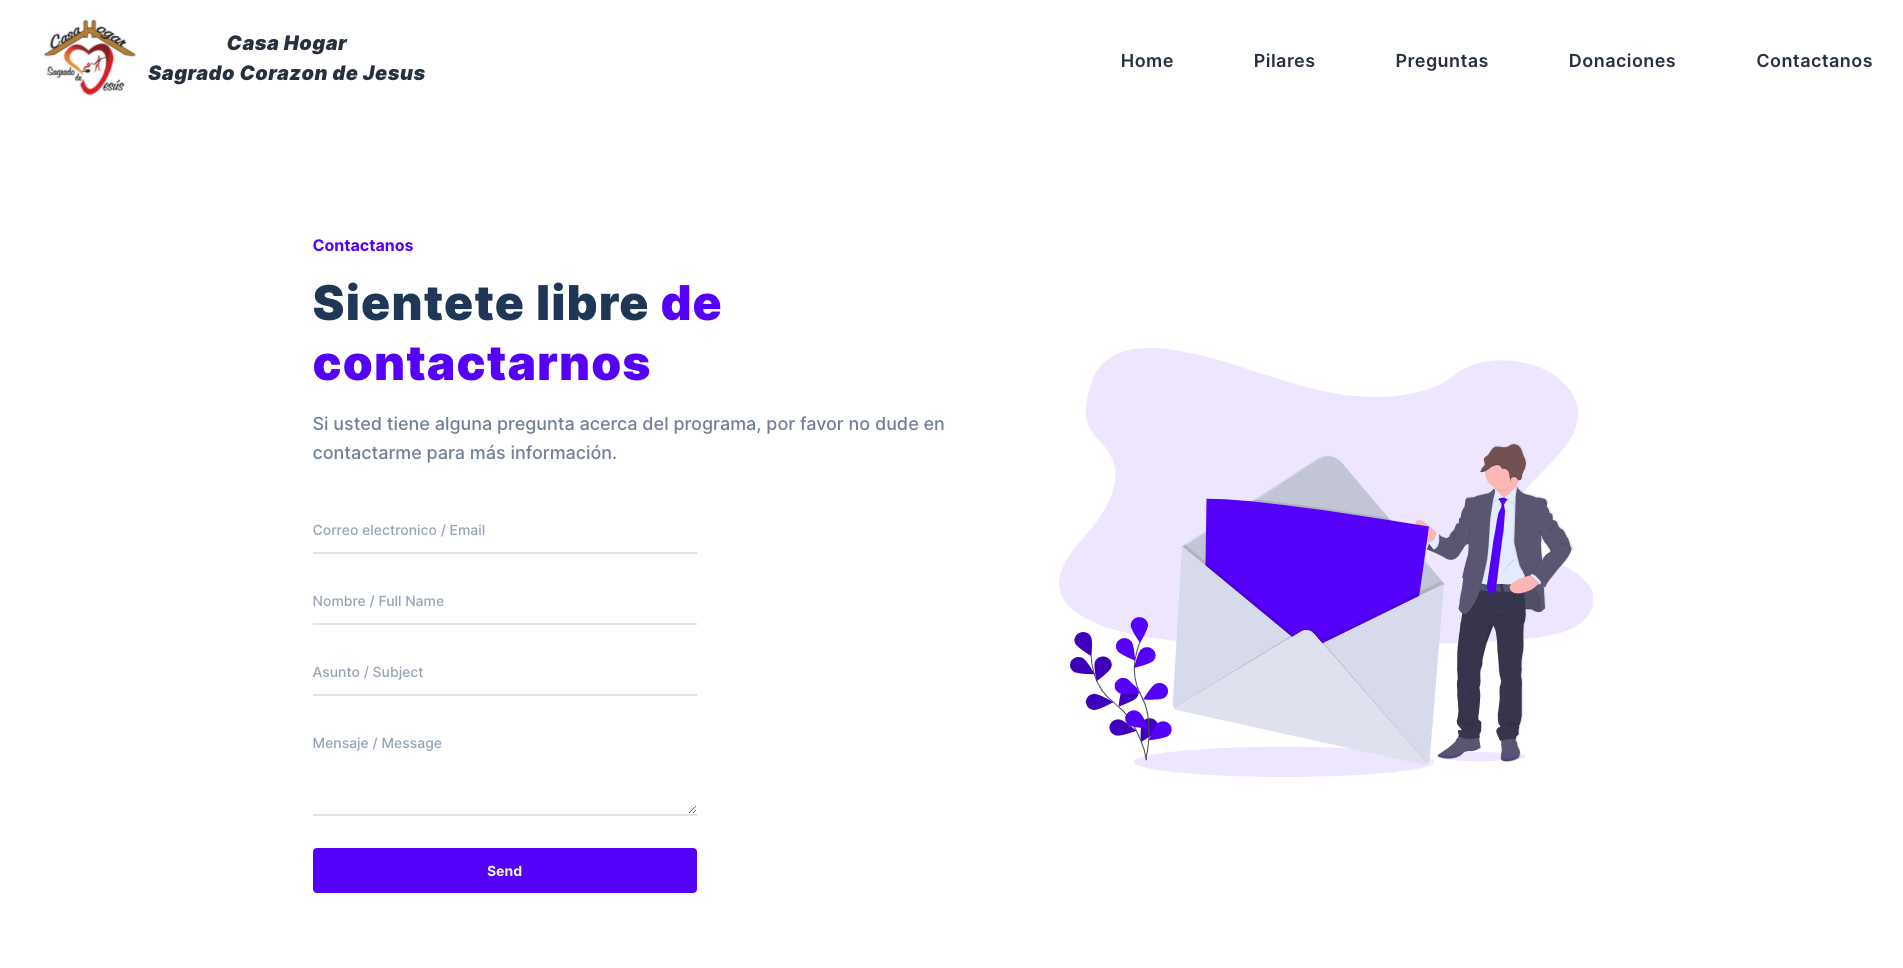 Casa Hogar
Sagrado de
Jesús
Casa Hogar
Sagrado Corazon de Jesus
Home
Pilares
Preguntas
Donaciones
Contactanos
Contactanos
Sientete libre de
contactarnos
Si usted tiene alguna pregunta acerca del programa, por favor no dude en
contactarme para más información.
Correo electronico / Email
Nombre / Full Name
Asunto / Subject
Mensaje / Message
Send